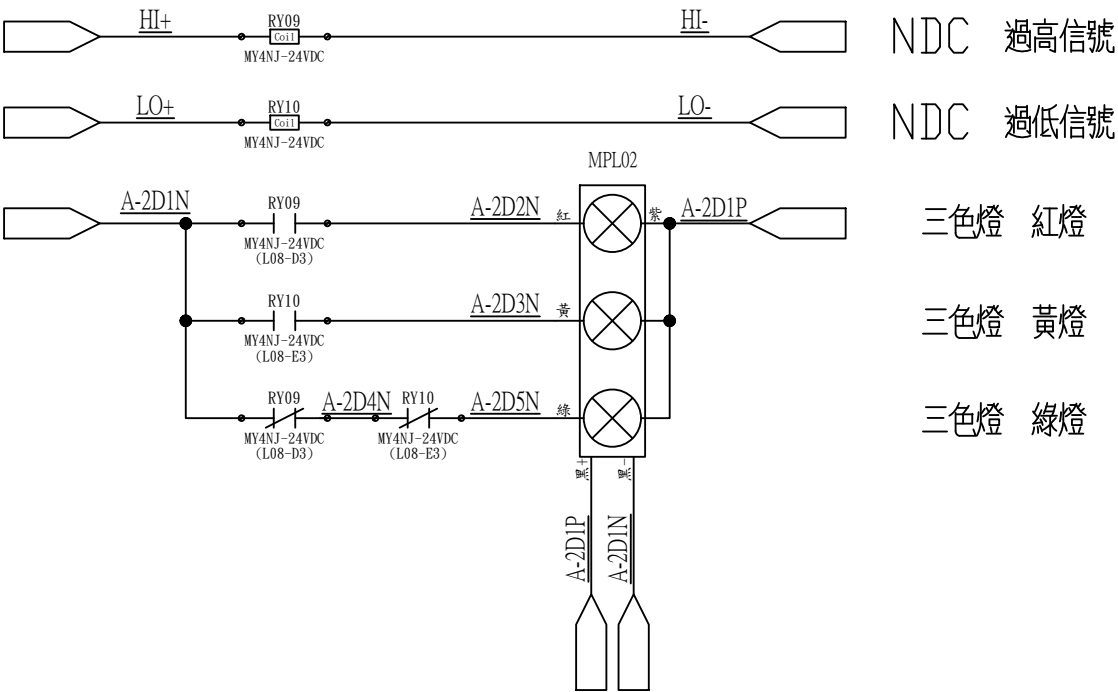 HI+ RY09 HI- NDC 過高信號
Coil
MY4NJ-24VDC
LO+ RY10 LO- NDC 過低信號
Coil
MY4NJ-24VDC
MPL02
A-2D1N RY09 A-2D2N 紅 紫 A-2D1P 三色燈 紅燈
MY4NJ-24VDC
(L08-D3)
RY10 A-2D3N 黃 三色燈 黃燈
MY4NJ-24VDC
(L08-E3)
RY09 A-2D4N RY10 A-2D5N 綠 三色燈 綠燈
MY4NJ-24VDC MY4NJ-24VDC
(L08-D3) (L08-E3)
黑+ 黑-
A-2D1P A-2D1N